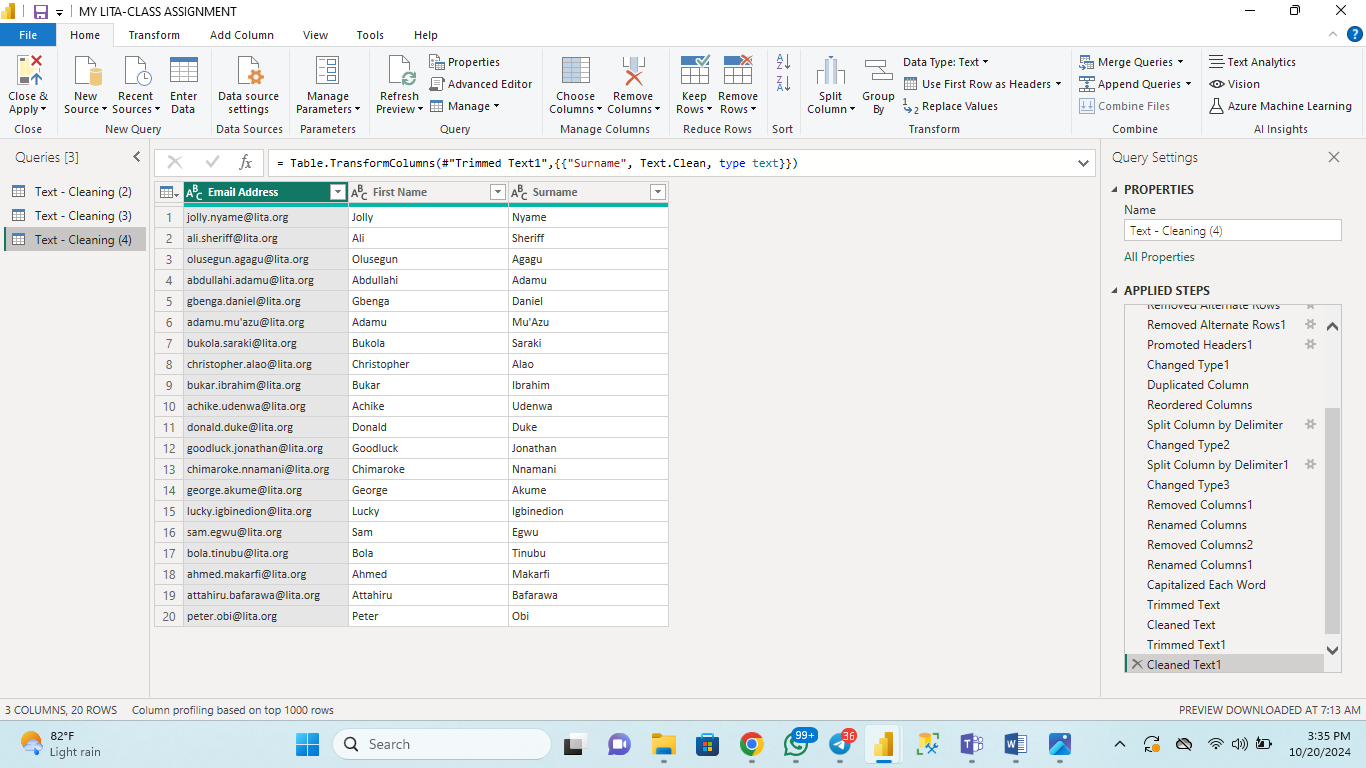 MY LITA-CLASS ASSIGNMENT
File Home Transform Add Column View Tools Help
Close & Apply
Close
New Source
Recent Sources
Enter Data
New Query
Data source settings
Data Sources
Manage Parameters
Parameters
Refresh Preview
Properties
Advanced Editor
Manage
Query
Choose Columns
Remove Columns
Manage Columns
Keep Rows
Remove Rows
Reduce Rows
Sort
Split Column
Group By
Data Type: Text
Use First Row as Headers
Replace Values
Transform
Merge Queries
Append Queries
Combine Files
Combine
Text Analytics
Vision
Azure Machine Learning
AI Insights
Queries [3]
Text - Cleaning (2)
Text - Cleaning (3)
Text - Cleaning (4)
= Table.TransformColumns(#"Trimmed Text1",{{"Surname", Text.Clean, type text}})
Email Address First Name Surname
1 jolly.nyame@lita.org Jolly Nyame
2 ali.sheriff@lita.org Ali Sheriff
3 olusegun.agagu@lita.org Olusegun Agagu
4 abdullahi.adamu@lita.org Abdullahi Adamu
5 gbenga.daniel@lita.org Gbenga Daniel
6 adamu.mu'azu@lita.org Adamu Mu'Azu
7 bukola.saraki@lita.org Bukola Saraki
8 christopher.alao@lita.org Christopher Alao
9 bukar.ibrahim@lita.org Bukar Ibrahim
10 achike.udenwa@lita.org Achike Udenwa
11 donald.duke@lita.org Donald Duke
12 goodluck.jonathan@lita.org Goodluck Jonathan
13 chimaroke.nnamani@lita.org Chimaroke Nnamani
14 george.akume@lita.org George Akume
15 lucky.igbinedion@lita.org Lucky Igbinedion
16 sam.egwu@lita.org Sam Egwu
17 bola.tinubu@lita.org Bola Tinubu
18 ahmed.makarfi@lita.org Ahmed Makarfi
19 attahiru.bafarawa@lita.org Attahiru Bafarawa
20 peter.obi@lita.org Peter Obi
Query Settings
PROPERTIES
Name
Text - Cleaning (4)
All Properties
APPLIED STEPS
Removed Alternate Rows
Removed Alternate Rows1
Promoted Headers1
Changed Type1
Duplicated Column
Reordered Columns
Split Column by Delimiter
Changed Type2
Split Column by Delimiter1
Changed Type3
Removed Columns1
Renamed Columns
Removed Columns2
Renamed Columns1
Capitalized Each Word
Trimmed Text
Cleaned Text
Trimmed Text1
Cleaned Text1
3 COLUMNS, 20 ROWS Column profiling based on top 1000 rows
PREVIEW DOWNLOADED AT 7:13 AM
82°F
Light rain
Search
99+
36
3:35 PM
10/20/2024